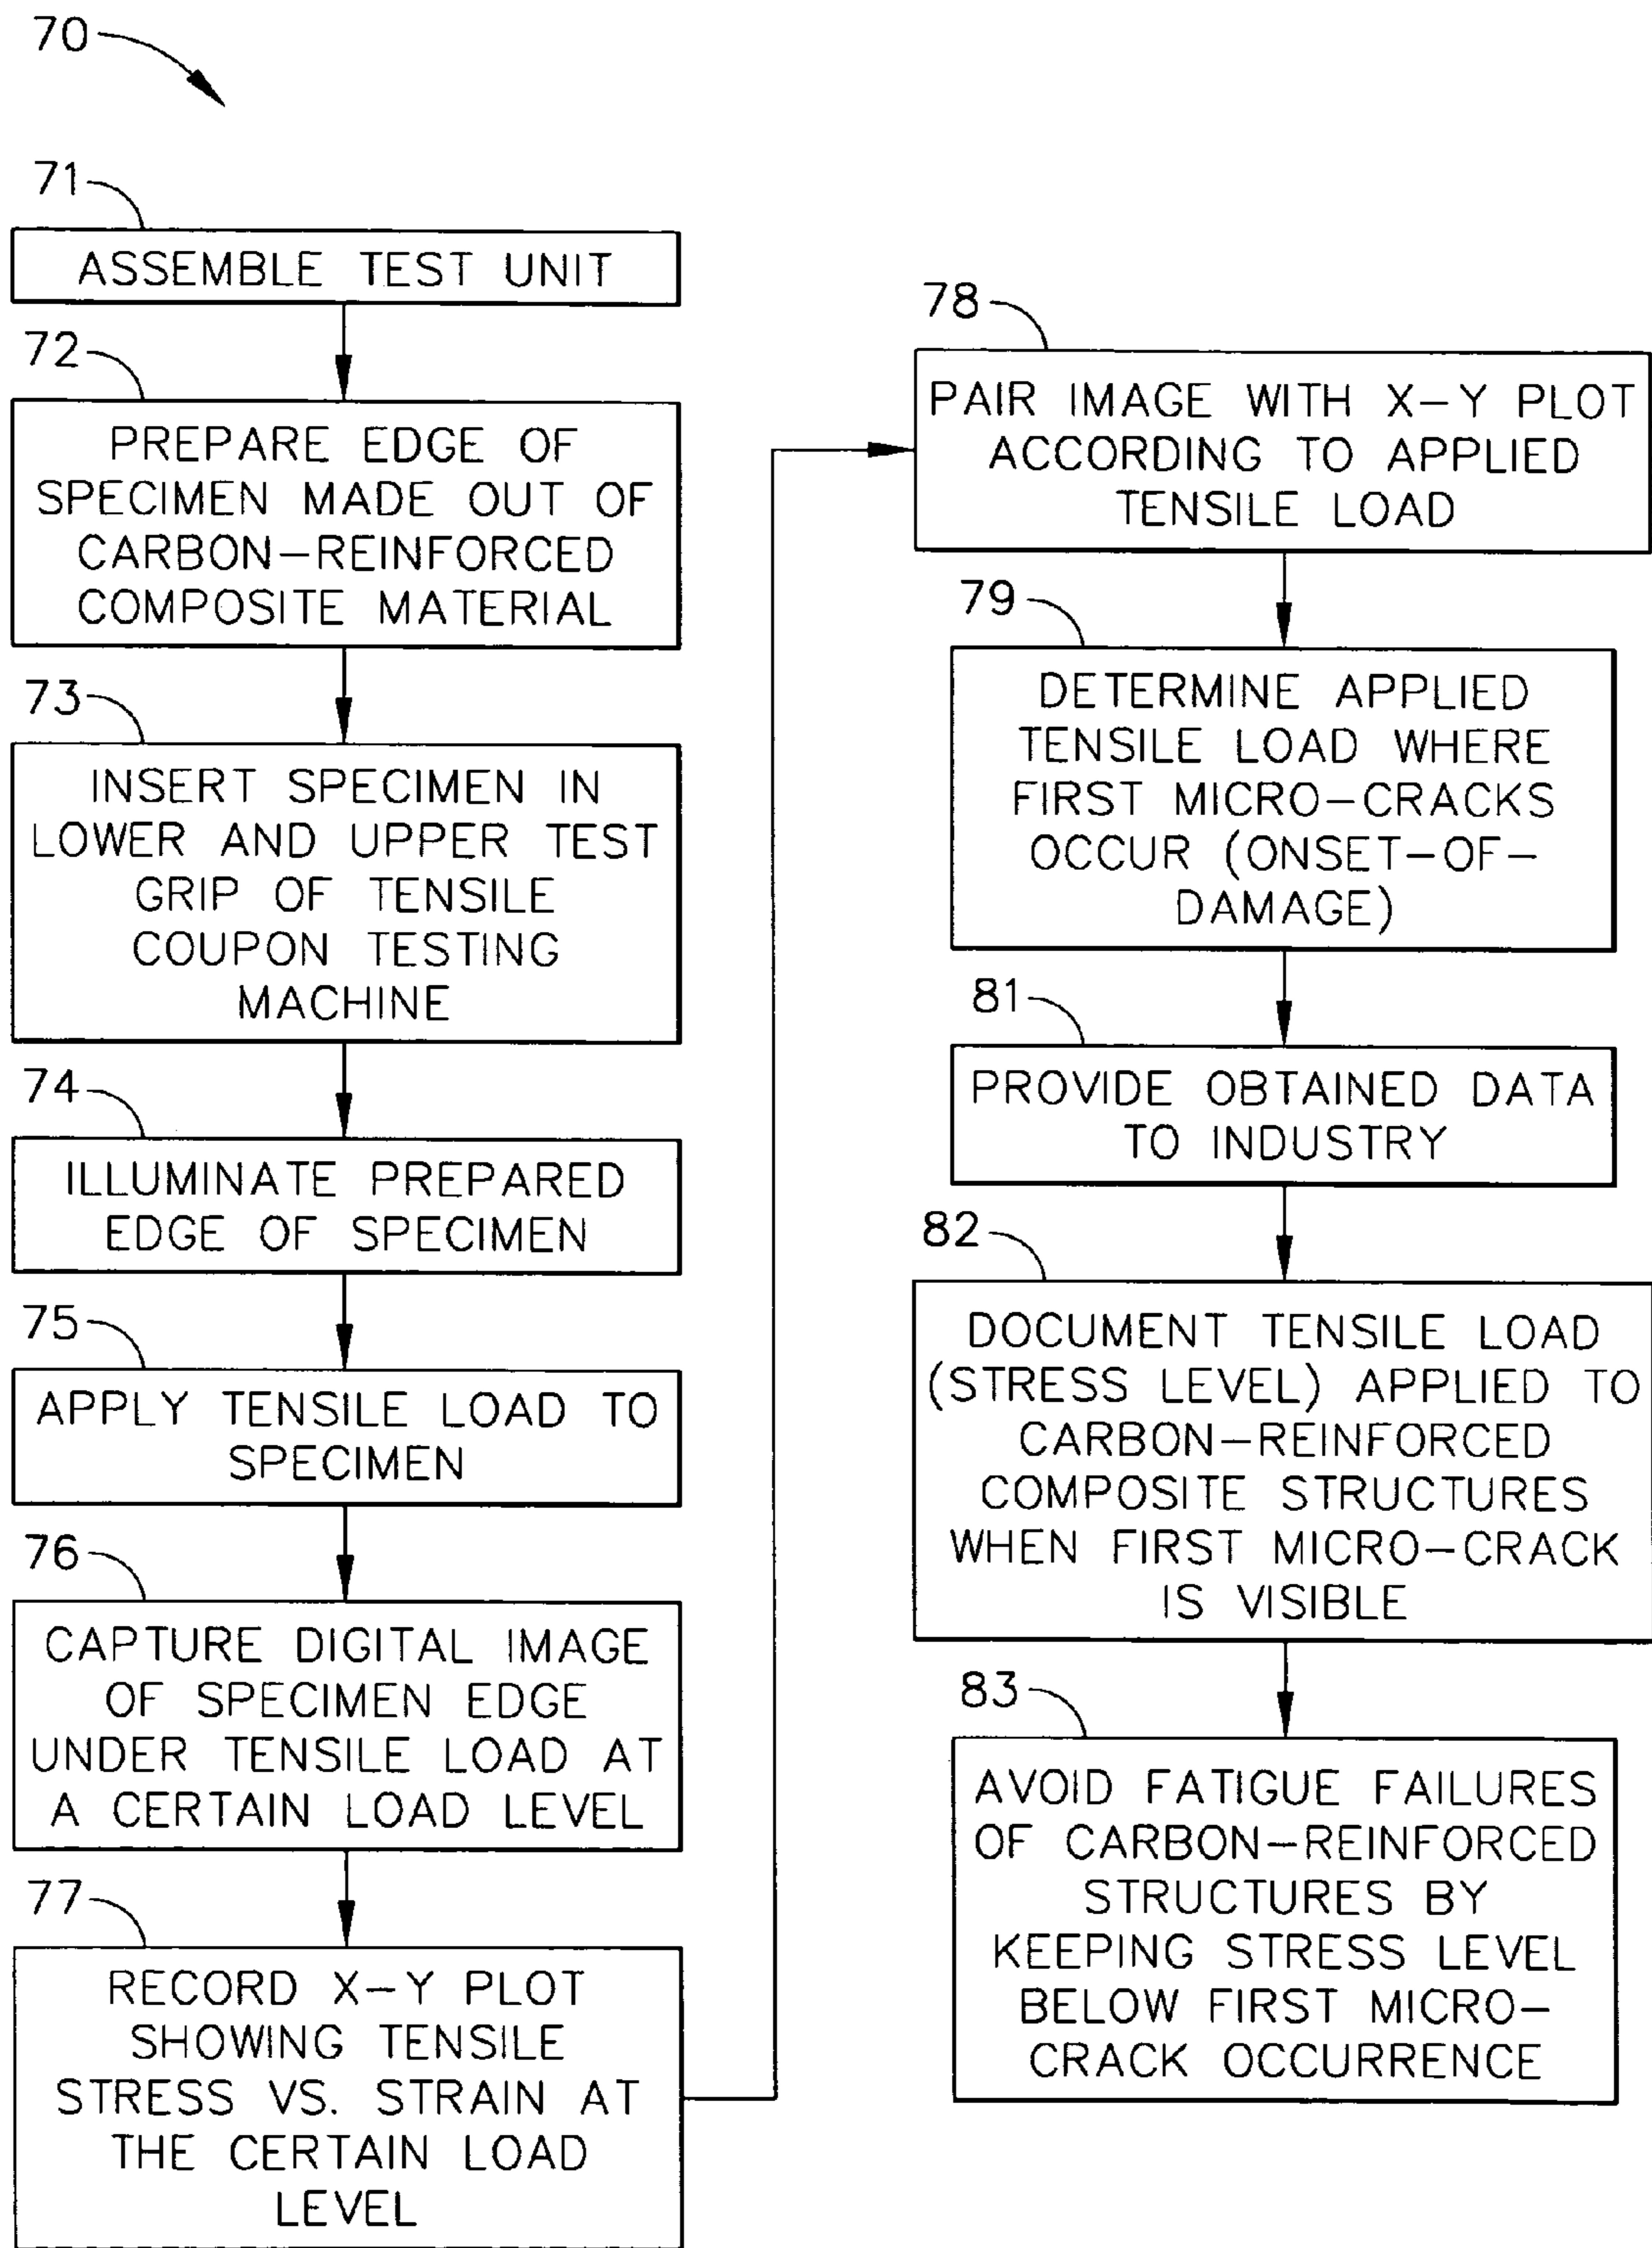 70
71
ASSEMBLE TEST UNIT
72
PREPARE EDGE OF
SPECIMEN MADE OUT OF
CARBON-REINFORCED
COMPOSITE MATERIAL
73
INSERT SPECIMEN IN
LOWER AND UPPER TEST
GRIP OF TENSILE
COUPON TESTING
MACHINE
74
ILLUMINATE PREPARED
EDGE OF SPECIMEN
75
APPLY TENSILE LOAD TO
SPECIMEN
76
CAPTURE DIGITAL IMAGE
OF SPECIMEN EDGE
UNDER TENSILE LOAD AT
A CERTAIN LOAD LEVEL
77
RECORD X-Y PLOT
SHOWING TENSILE
STRESS VS. STRAIN AT
THE CERTAIN LOAD
LEVEL
78
PAIR IMAGE WITH X-Y PLOT
ACCORDING TO APPLIED
TENSILE LOAD
79
DETERMINE APPLIED
TENSILE LOAD WHERE
FIRST MICRO-CRACKS
OCCUR (ONSET-OF-
DAMAGE)
81
PROVIDE OBTAINED DATA
TO INDUSTRY
82
DOCUMENT TENSILE LOAD
(STRESS LEVEL) APPLIED TO
CARBON-REINFORCED
COMPOSITE STRUCTURES
WHEN FIRST MICRO-CRACK
IS VISIBLE
83
AVOID FATIGUE FAILURES
OF CARBON-REINFORCED
STRUCTURES BY
KEEPING STRESS LEVEL
BELOW FIRST MICRO-
CRACK OCCURRENCE